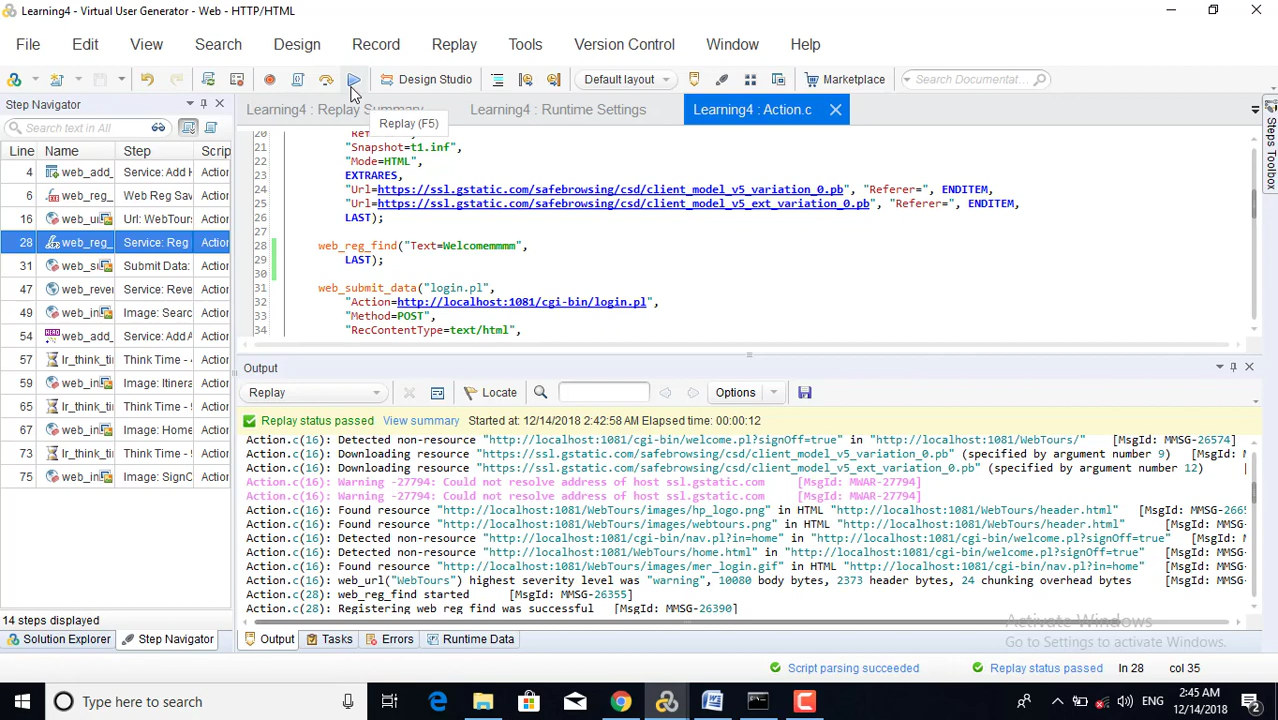 Learning4 - Virtual User Generator - Web - HTTP/HTML
File Edit View Search Design Record Replay Tools Version Control Window Help
Design Studio Default layout Marketplace Search Documentat...
Step Navigator
Learning4 : Replay Summary Learning4 : Runtime Settings Learning4 : Action.c
Replay (F5)
Search text in All
Line Name Step Scrip
4 web_add_ Service: Add H Action
6 web_reg_ Web Reg Sav Action
16 web_u Url: WebTours Action
28 web_reg_ Service: Reg Action
31 web_s Submit Data: Action
47 web_reve Service: Reve Action
49 web_in Image: Searc Action
54 web_add_ Service: Add A Action
57 lr_think_ti Think Time - Action
59 web_in Image: Itinera Action
65 lr_think_ti Think Time - Action
67 web_in Image: Home Action
73 lr_think_ti Think Time - Action
75 web_in Image: SignO Action
14 steps displayed
Solution Explorer Step Navigator
20
21 "Snapshot=t1.inf",
22 "Mode=HTML",
23 EXTRARES,
24 "Url=https://ssl.gstatic.com/safebrowsing/csd/client_model_v5_variation_0.pb", "Referer=", ENDITEM,
25 "Url=https://ssl.gstatic.com/safebrowsing/csd/client_model_v5_ext_variation_0.pb", "Referer=", ENDITEM,
26 LAST);
27
28 web_reg_find("Text=Welcomemmmm",
29 LAST);
30
31 web_submit_data("login.pl",
32 "Action=http://localhost:1081/cgi-bin/login.pl",
33 "Method=POST",
34 "RecContentType=text/html",
Steps Toolbox
Output
Replay Locate Options
Replay status passed View summary Started at: 12/14/2018 2:42:58 AM Elapsed time: 00:00:12
Action.c(16): Detected non-resource "http://localhost:1081/cgi-bin/welcome.pl?signOff=true" in "http://localhost:1081/WebTours/" [MsgId: MMSG-26574]
Action.c(16): Downloading resource "https://ssl.gstatic.com/safebrowsing/csd/client_model_v5_variation_0.pb" (specified by argument number 9) [MsgId: M
Action.c(16): Downloading resource "https://ssl.gstatic.com/safebrowsing/csd/client_model_v5_ext_variation_0.pb" (specified by argument number 12)
Action.c(16): Warning -27794: Could not resolve address of host ssl.gstatic.com [MsgId: MWAR-27794]
Action.c(16): Warning -27794: Could not resolve address of host ssl.gstatic.com [MsgId: MWAR-27794]
Action.c(16): Found resource "http://localhost:1081/WebTours/images/hp_logo.png" in HTML "http://localhost:1081/WebTours/header.html" [MsgId: MMSG-2665
Action.c(16): Found resource "http://localhost:1081/WebTours/images/webtours.png" in HTML "http://localhost:1081/WebTours/header.html" [MsgId: MMSG-26
Action.c(16): Detected non-resource "http://localhost:1081/cgi-bin/nav.pl?in=home" in "http://localhost:1081/cgi-bin/welcome.pl?signOff=true" [MsgId:
Action.c(16): Detected non-resource "http://localhost:1081/WebTours/home.html" in "http://localhost:1081/cgi-bin/welcome.pl?signOff=true" [MsgId: MMS
Action.c(16): Found resource "http://localhost:1081/WebTours/images/mer_login.gif" in HTML "http://localhost:1081/cgi-bin/nav.pl?in=home" [MsgId: MMS
Action.c(16): web_url("WebTours") highest severity level was "warning", 10080 body bytes, 2373 header bytes, 24 chunking overhead bytes [MsgId: MM
Action.c(28): web_reg_find started [MsgId: MMSG-26355]
Action.c(28): Registering web_reg_find was successful [MsgId: MMSG-26390]
Output Tasks Errors Runtime Data
Activate Windows
Go to Settings to activate Windows.
Script parsing succeeded Replay status passed ln 28 col 35
Type here to search ENG 2:45 AM
12/14/2018 2